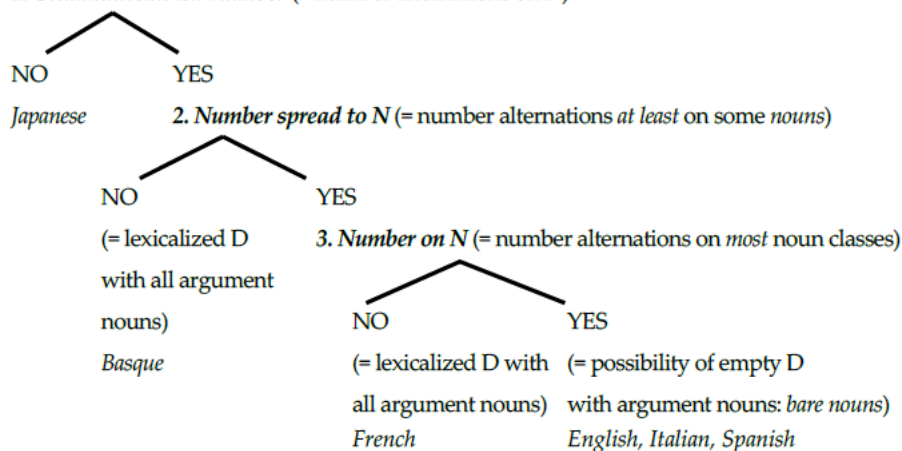 NO YES
Japanese 2. Number spread to N (= number alternations at least on some nouns)
NO YES
(= lexicalized D 3. Number on N (= number alternations on most noun classes)
with all argument
nouns) NO YES
Basque (= lexicalized D with (= possibility of empty D
all argument nouns) with argument nouns: bare nouns)
French English, Italian, Spanish